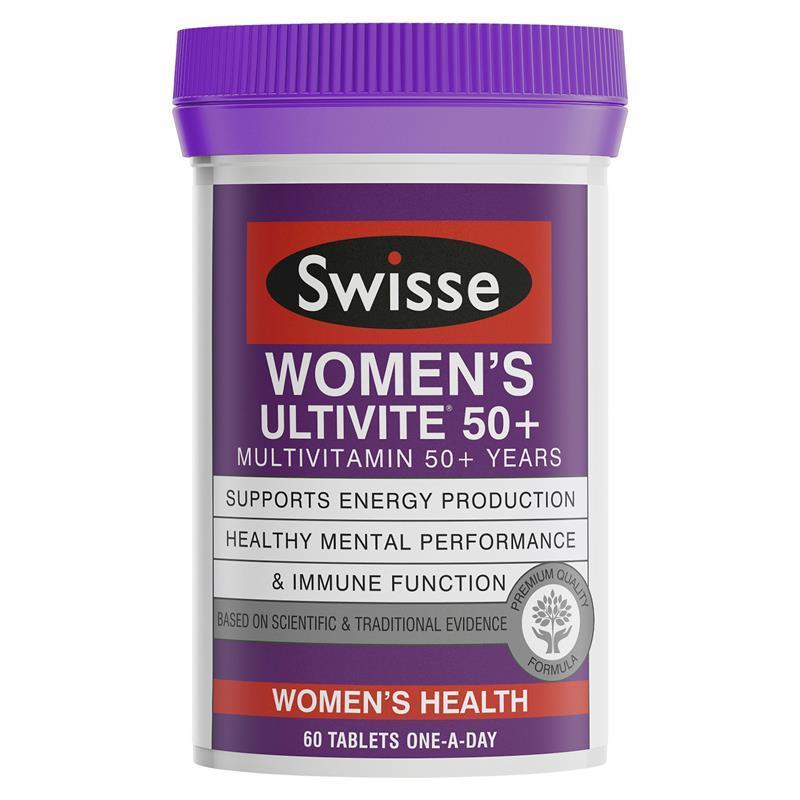 Swisse
WOMEN'S
ULTIVITE® 50+
MULTIVITAMIN 50+ YEARS
SUPPORTS ENERGY PRODUCTION
HEALTHY MENTAL PERFORMANCE
& IMMUNE FUNCTION
BASED ON SCIENTIFIC & TRADITIONAL EVIDENCE
PREMIUM QUALITY
FORMULA
WOMEN'S HEALTH
60 TABLETS ONE-A-DAY